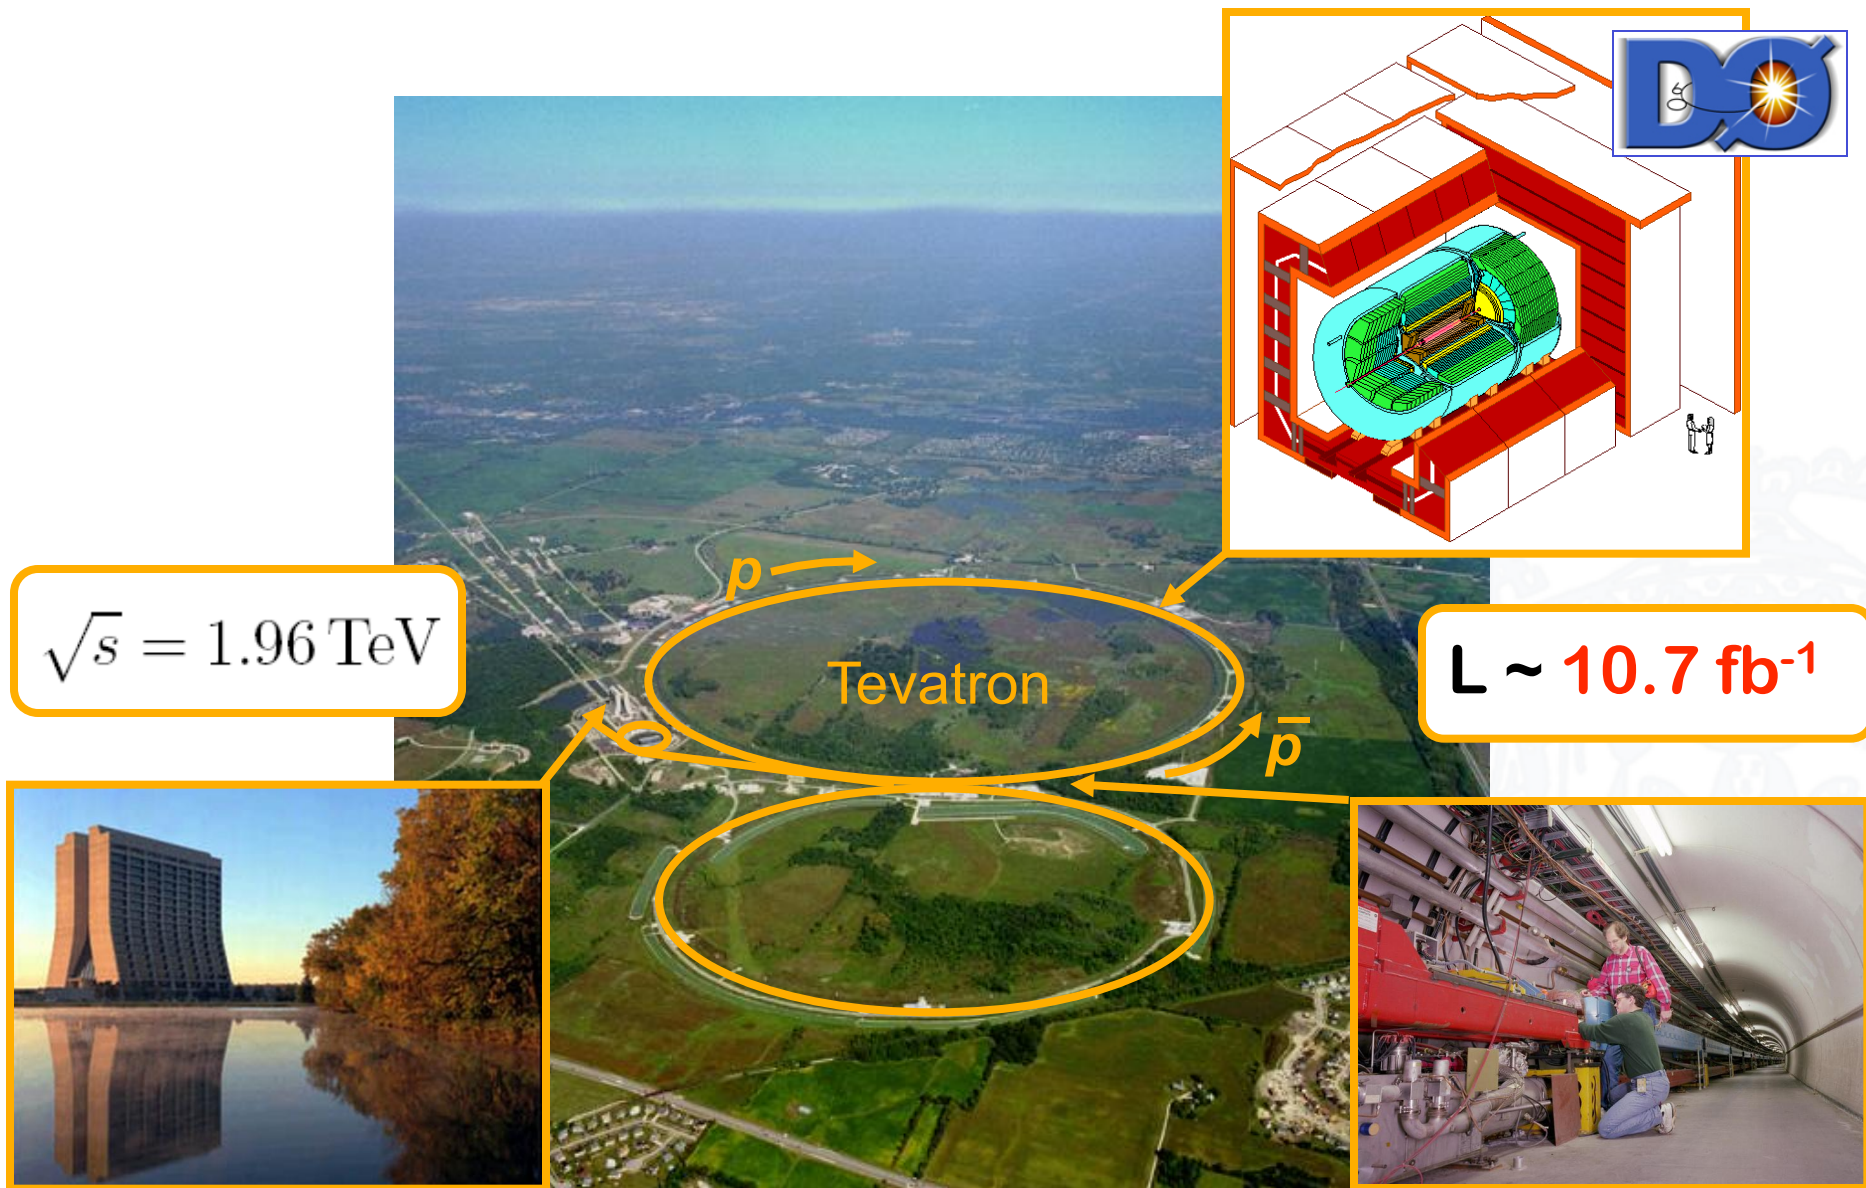 DØ
p
√s = 1.96 TeV
Tevatron
L ~ 10.7 fb⁻¹
p̄